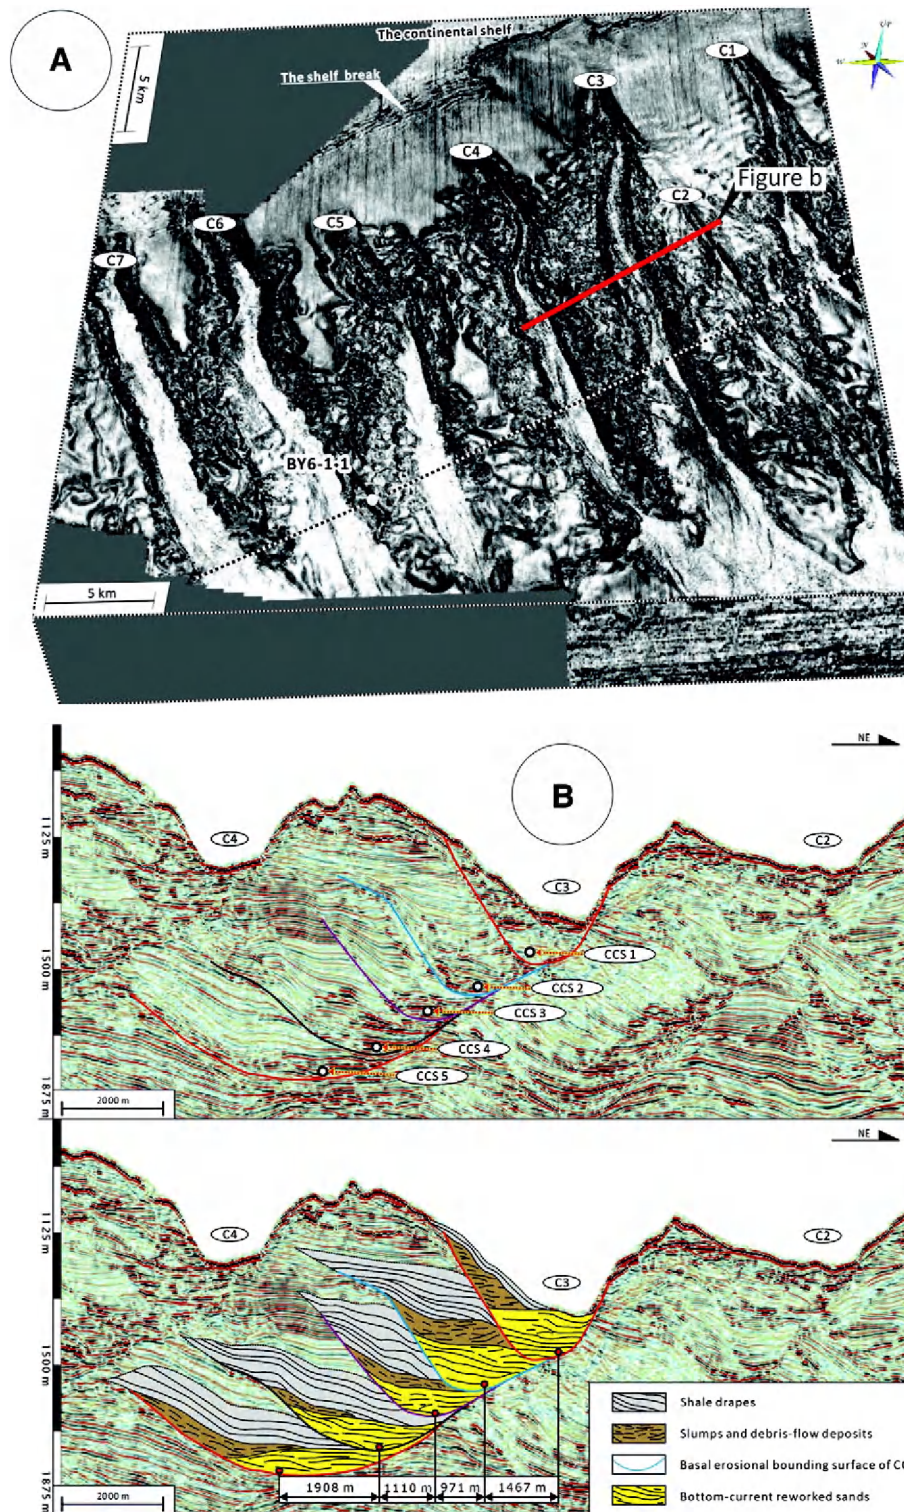 A
5 km
The continental shelf
The shelf break
C1
C3
C4
C2
Figure b
C6
C5
C7
BY6-1-1
5 km
B
NE
1125 m
C4
C2
C3
CCS 1
1500 m
CCS 2
CCS 3
CCS 4
CCS 5
1875 m
2000 m
NE
1125 m
C4
C2
C3
1500 m
Shale drapes
Slumps and debris-flow deposits
Basal erosional bounding surface of CC
Bottom-current reworked sands
1875 m
1908 m
1110 m
971 m
1467 m
2000 m